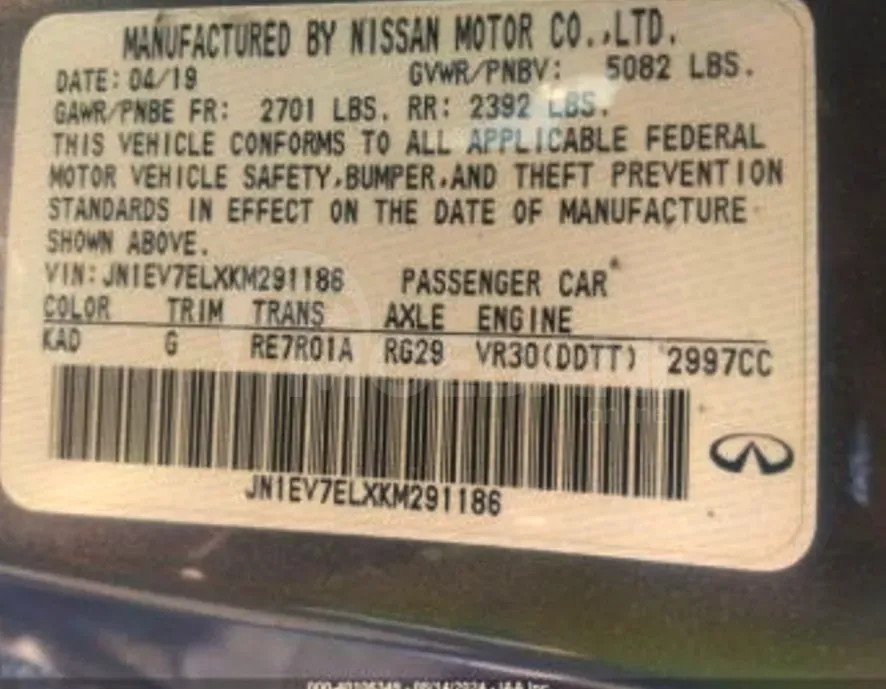 MANUFACTURED BY NISSAN MOTOR CO.,LTD.
DATE: 04/19 GVWR/PNBV: 5082 LBS.
GAWR/PNBE FR: 2701 LBS. RR: 2392 LBS.
THIS VEHICLE CONFORMS TO ALL APPLICABLE FEDERAL
MOTOR VEHICLE SAFETY,BUMPER,AND THEFT PREVENTION
STANDARDS IN EFFECT ON THE DATE OF MANUFACTURE
SHOWN ABOVE.
VIN: JN1EV7ELXKM291186 PASSENGER CAR
COLOR TRIM TRANS AXLE ENGINE
KAD G RE7R01A RG29 VR30(DDTT) 2997CC
online
JN1EV7ELXKM291186